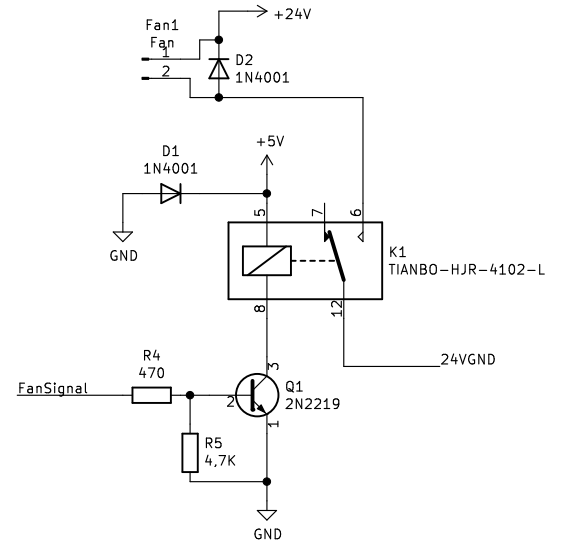 Fan1
Fan
1
2
+24V
D2
1N4001
+5V
D1
1N4001
GND
5
7
6
K1
TIANBO-HJR-4102-L
8
12
24VGND
R4
470
FanSignal
3
Q1
2N2219
2
1
R5
4,7K
GND